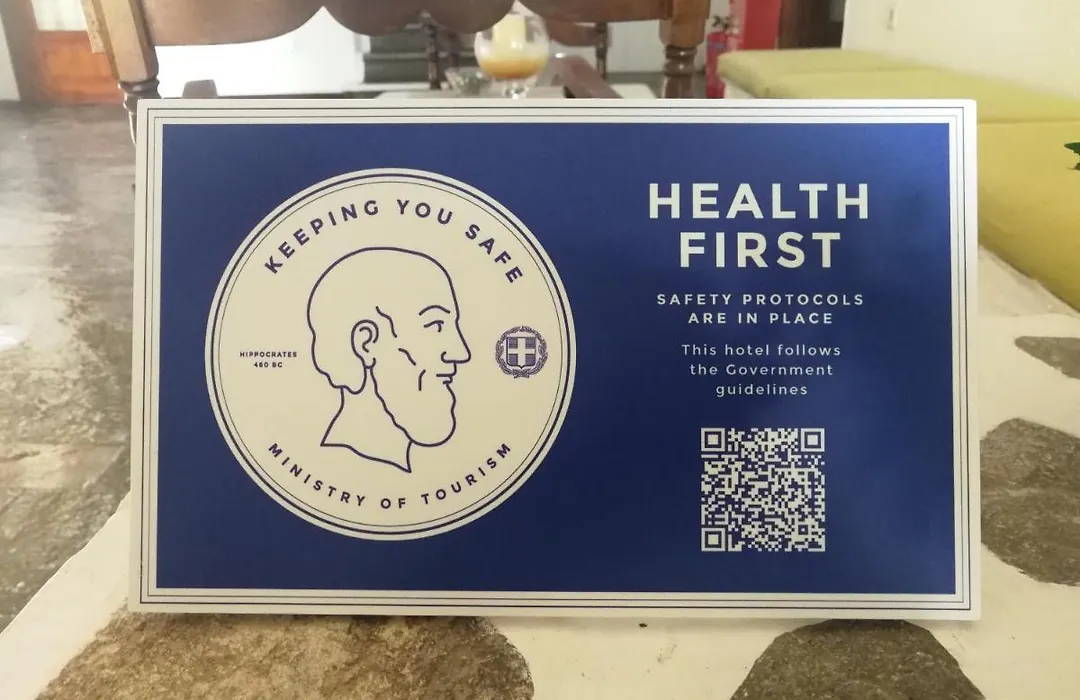 KEEPING YOU SAFE
HIPPOCRATES
460 BC
MINISTRY OF TOURISM
HEALTH
FIRST
SAFETY PROTOCOLS
ARE IN PLACE
This hotel follows
the Government
guidelines